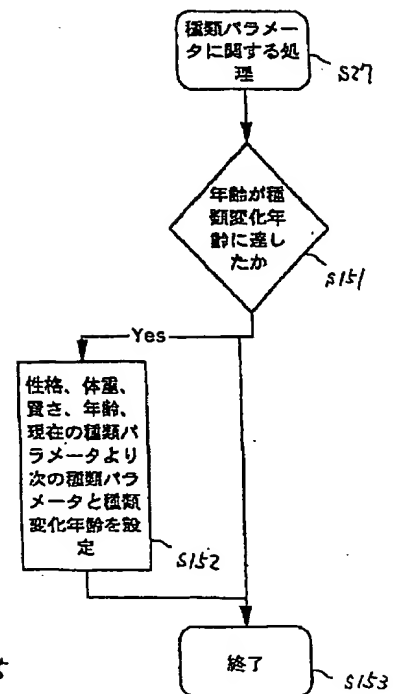 種類パラメー
タに関する処
理
S27
年齢が種
類変化年
齢に達し
たか
S151
Yes
性格、体重、
賢さ、年齢、
現在の種類パ
ラメータより
次の種類パラ
メータと種類
変化年齢を設
定
S152
終了
S153